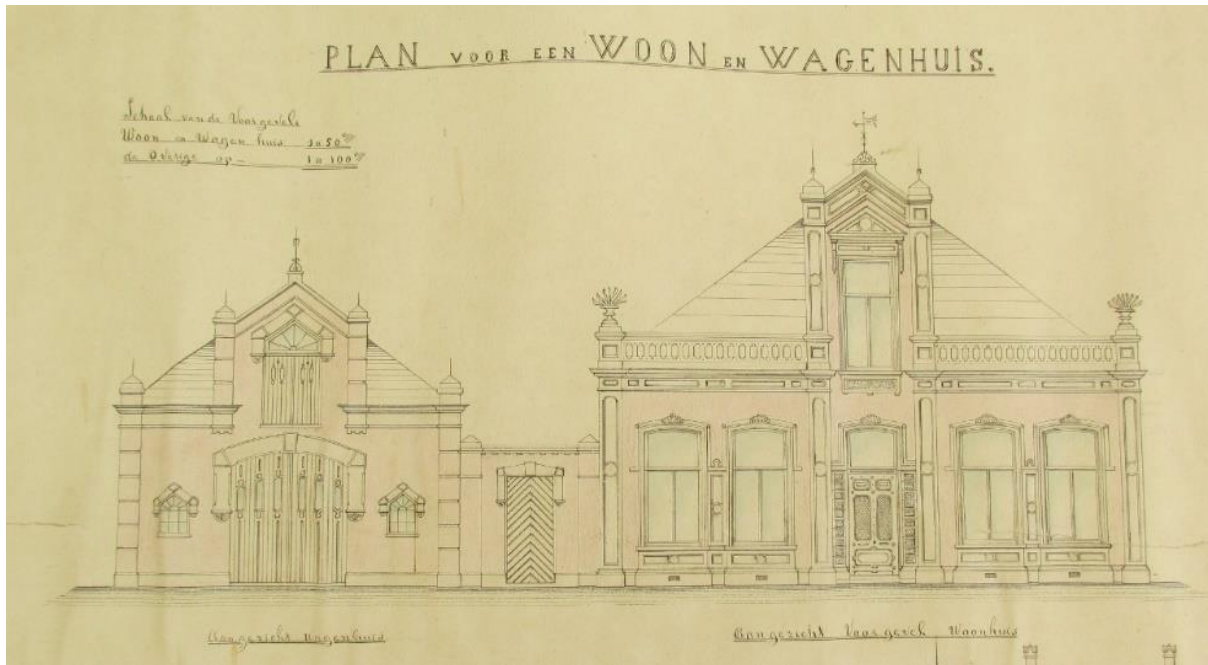 PLAN VOOR EEN WOON EN WAGENHUIS.
Schaal van de Voorgevels
Woon en Wagen huis 1 a 50
de Overige op - 1 a 100
Aangezicht wagenhuis
Aangezicht Voorgevel Woonhuis